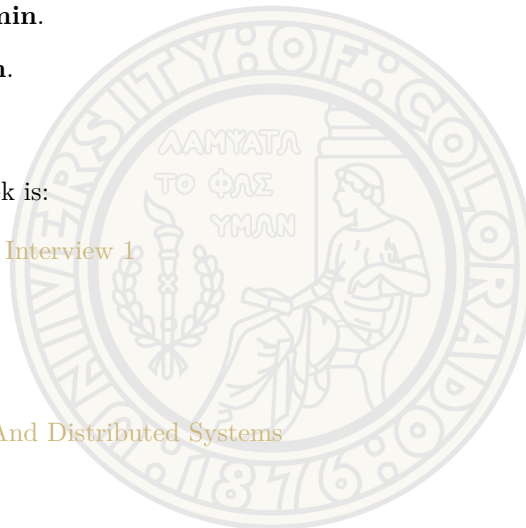 min.
n.
k is:
Interview 1
And Distributed Systems
UNIVERSITY·OF·COLORADO
·1876·
ΛΑΜΨΑΤΩ
ΤΟ ΦΩΣ
ΥΜΩΝ